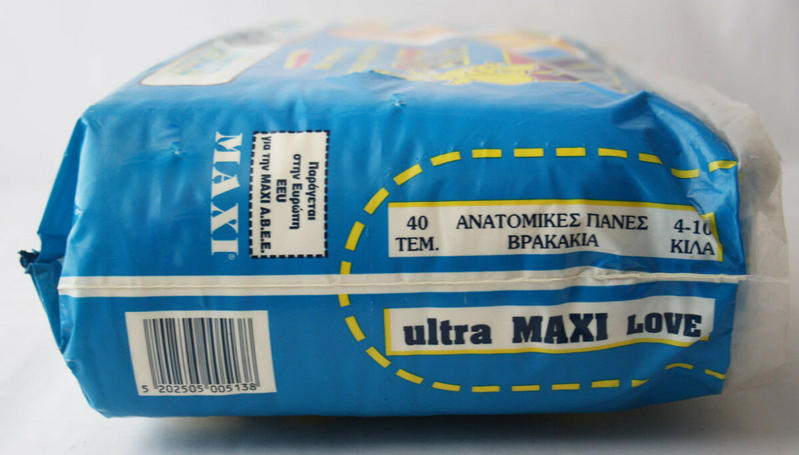 MAXI®
Παράγεται
στην Ευρώπη
EEU
για την MAXI A.B.E.E.
40
ΤΕΜ.
ΑΝΑΤΟΜΙΚΕΣ ΠΑΝΕΣ
ΒΡΑΚΑΚΙΑ
4-10
ΚΙΛΑ
ultra MAXI LOVE
5 202505 005138